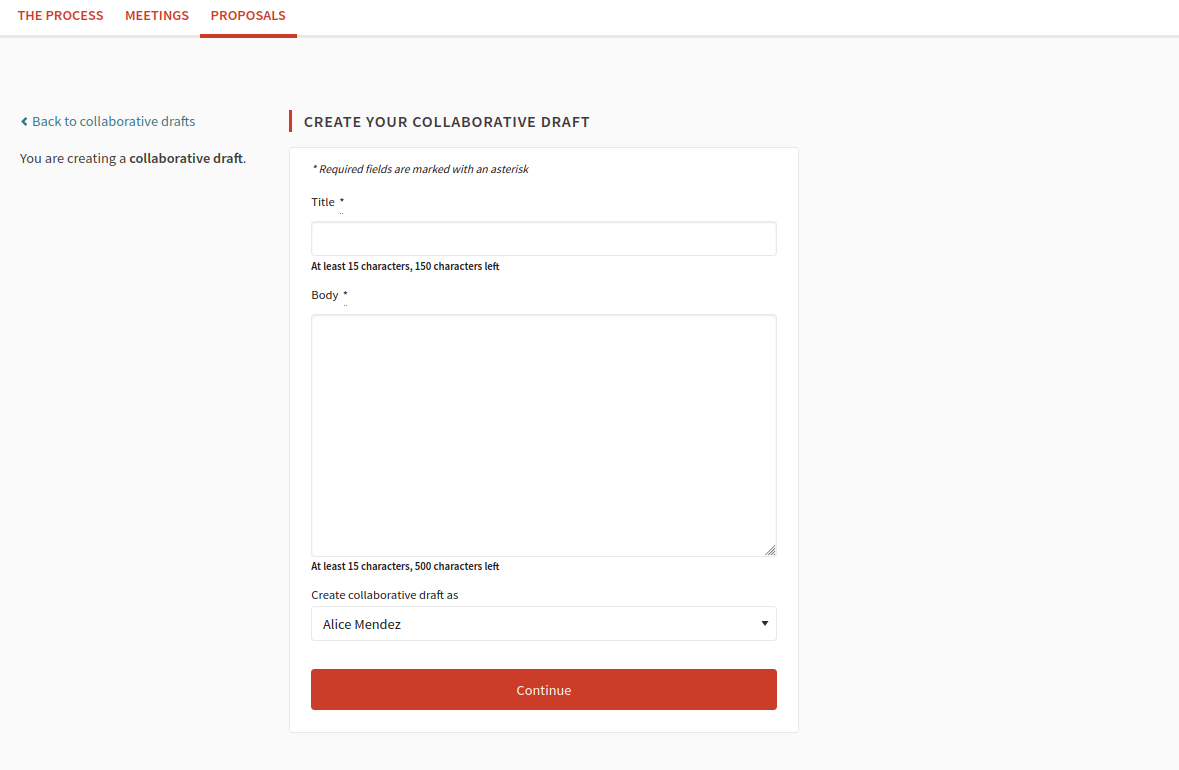 THE PROCESS MEETINGS PROPOSALS
Back to collaborative drafts
You are creating a collaborative draft.
CREATE YOUR COLLABORATIVE DRAFT
* Required fields are marked with an asterisk
Title *
At least 15 characters, 150 characters left
Body *
At least 15 characters, 500 characters left
Create collaborative draft as
Alice Mendez
Continue